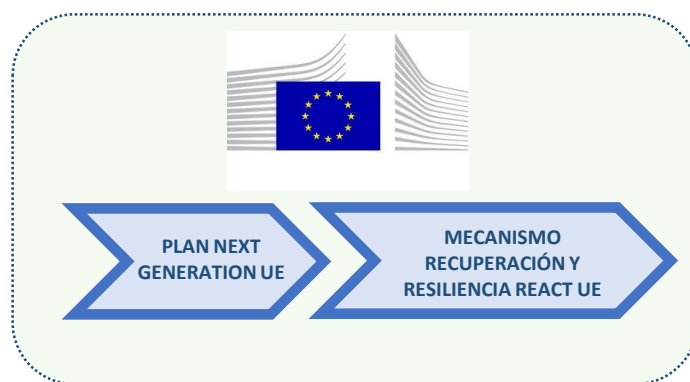 PLAN NEXT
GENERATION UE
MECANISMO
RECUPERACIÓN Y
RESILIENCIA REACT UE